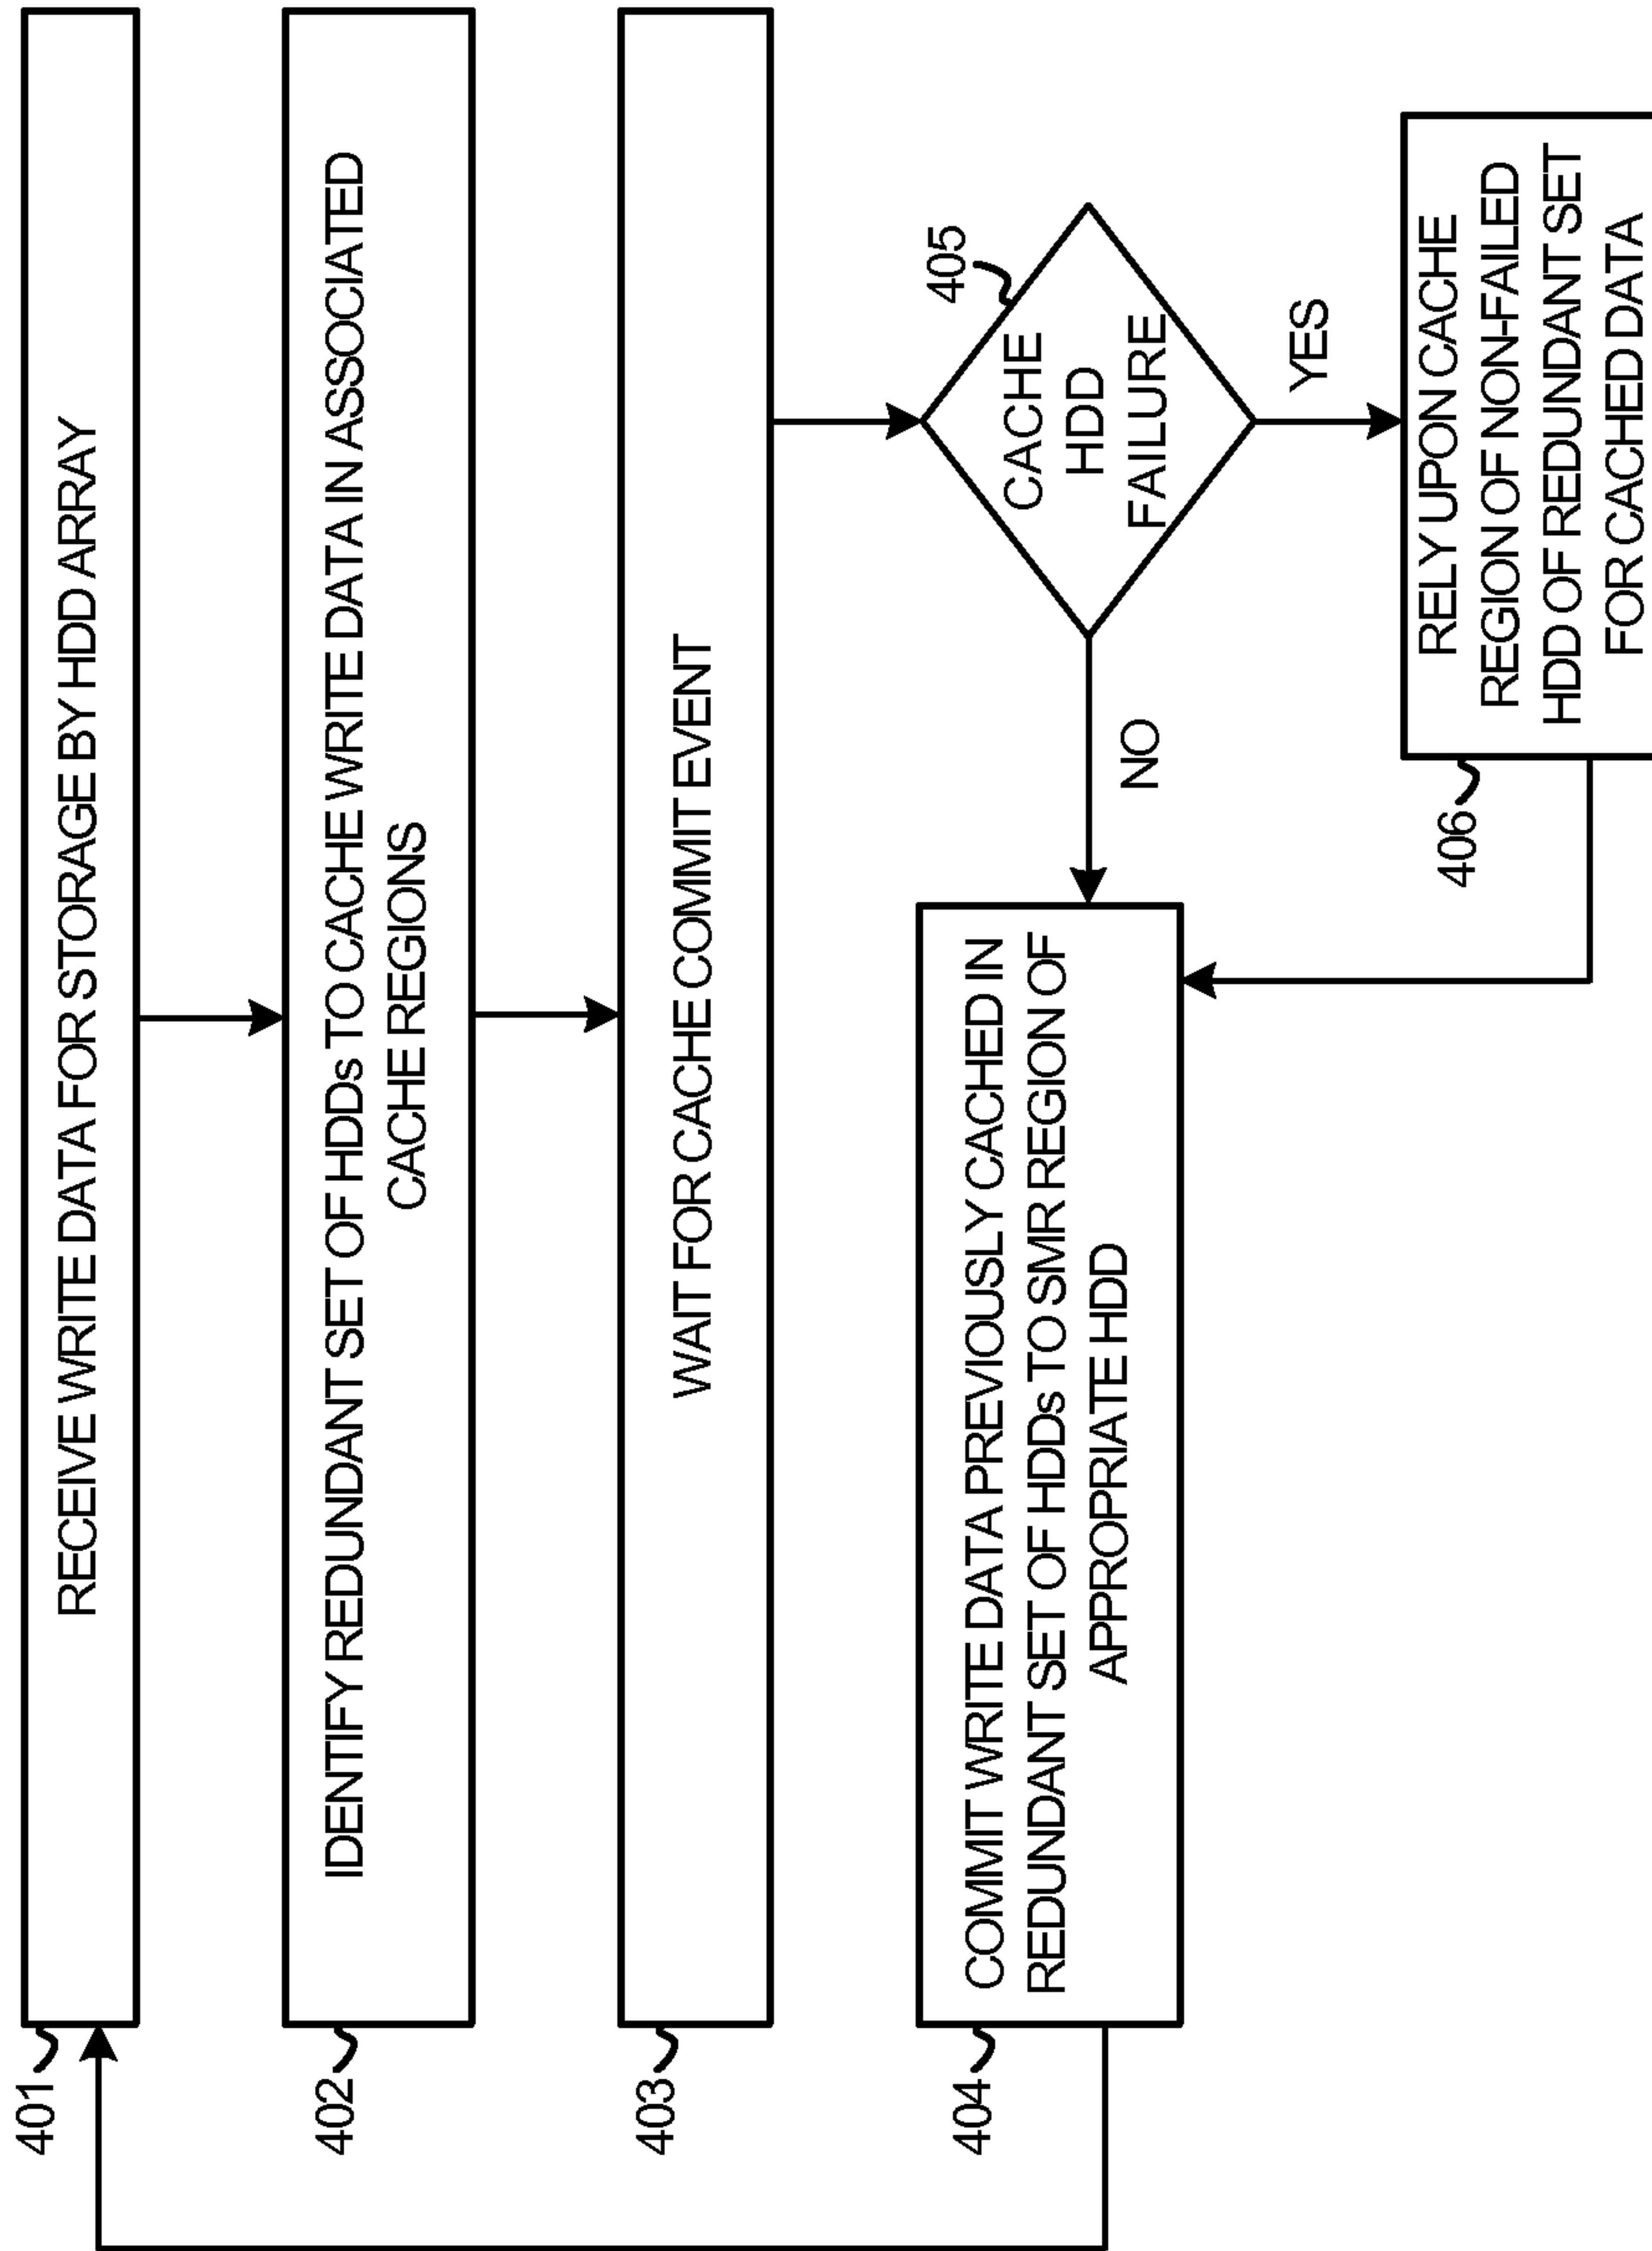 401
RECEIVE WRITE DATA FOR STORAGE BY HDD ARRAY
402
IDENTIFY REDUNDANT SET OF HDDs TO CACHE WRITE DATA IN ASSOCIATED
CACHE REGIONS
403
WAIT FOR CACHE COMMIT EVENT
404
COMMIT WRITE DATA PREVIOUSLY CACHED IN
REDUNDANT SET OF HDDs TO SMR REGION OF
APPROPRIATE HDD
NO
405
CACHE
HDD
FAILURE
YES
406
RELY UPON CACHE
REGION OF NON-FAILED
HDD OF REDUNDANT SET
FOR CACHED DATA